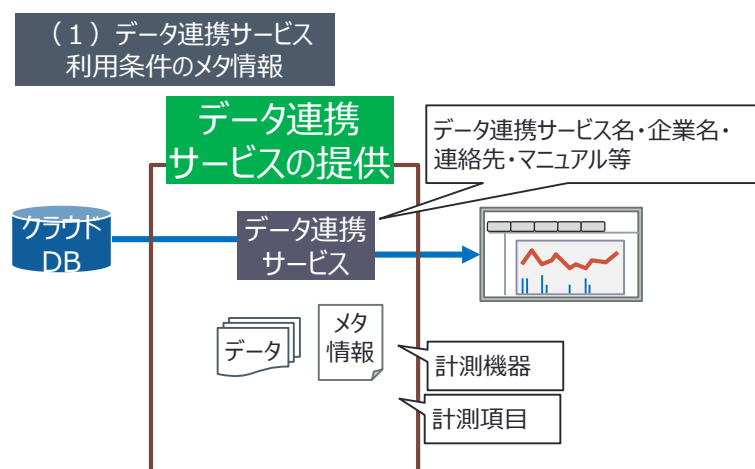 （１）データ連携サービス
利用条件のメタ情報
データ連携
サービスの提供
データ連携サービス名・企業名・
連絡先・マニュアル等
クラウド
DB
データ連携
サービス
データ
メタ
情報
計測機器
計測項目